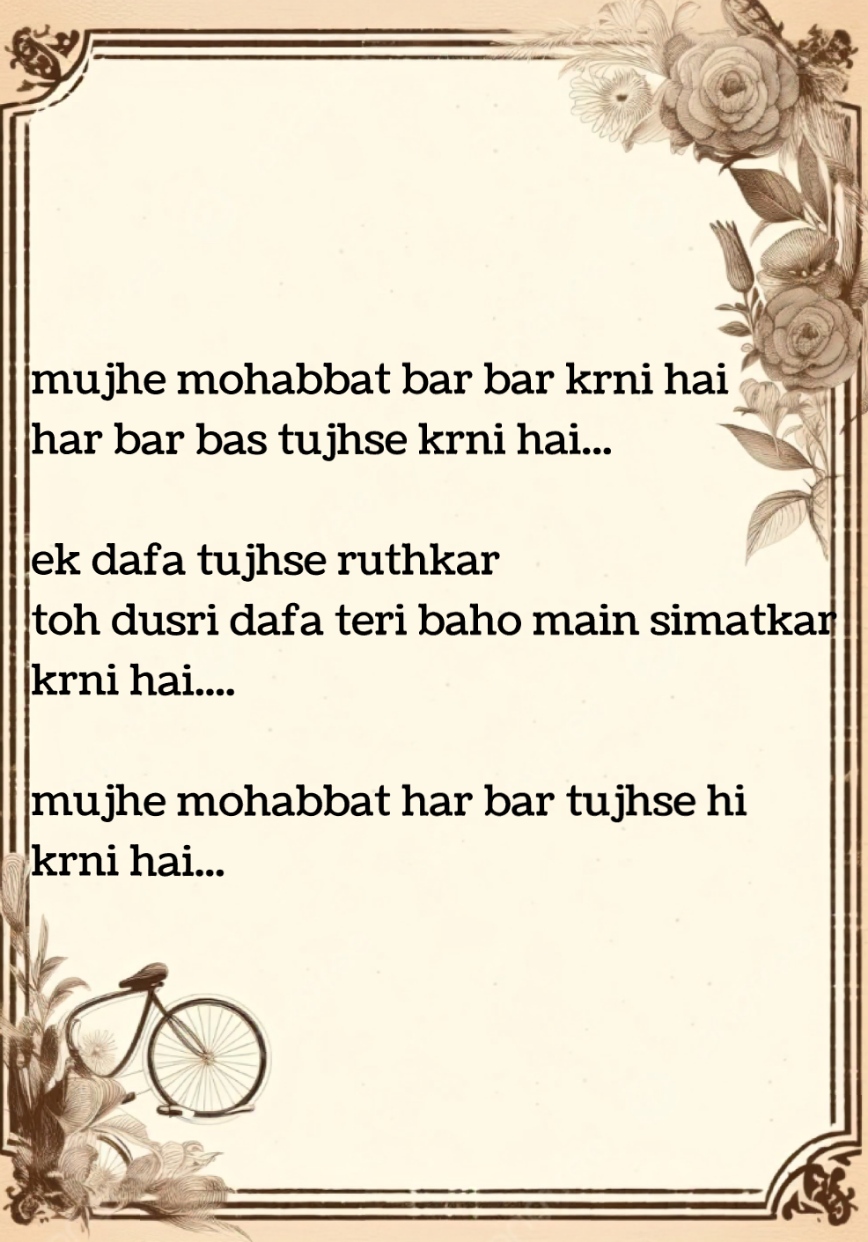 mujhe mohabbat bar bar krni hai
har bar bas tujhse krni hai...
ek dafa tujhse ruthkar
toh dusri dafa teri baho main simatkar
krni hai....
mujhe mohabbat har bar tujhse hi
krni hai...